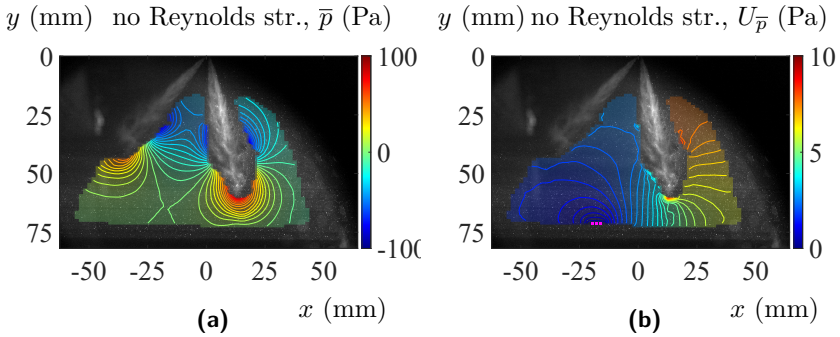 y (mm) no Reynolds str., p̅ (Pa)
0
25
50
75
-50 -25 0 25 50
x (mm)
100
0
-100
(a)
y (mm) no Reynolds str., U_p̅ (Pa)
0
25
50
75
-50 -25 0 25 50
x (mm)
10
5
0
(b)